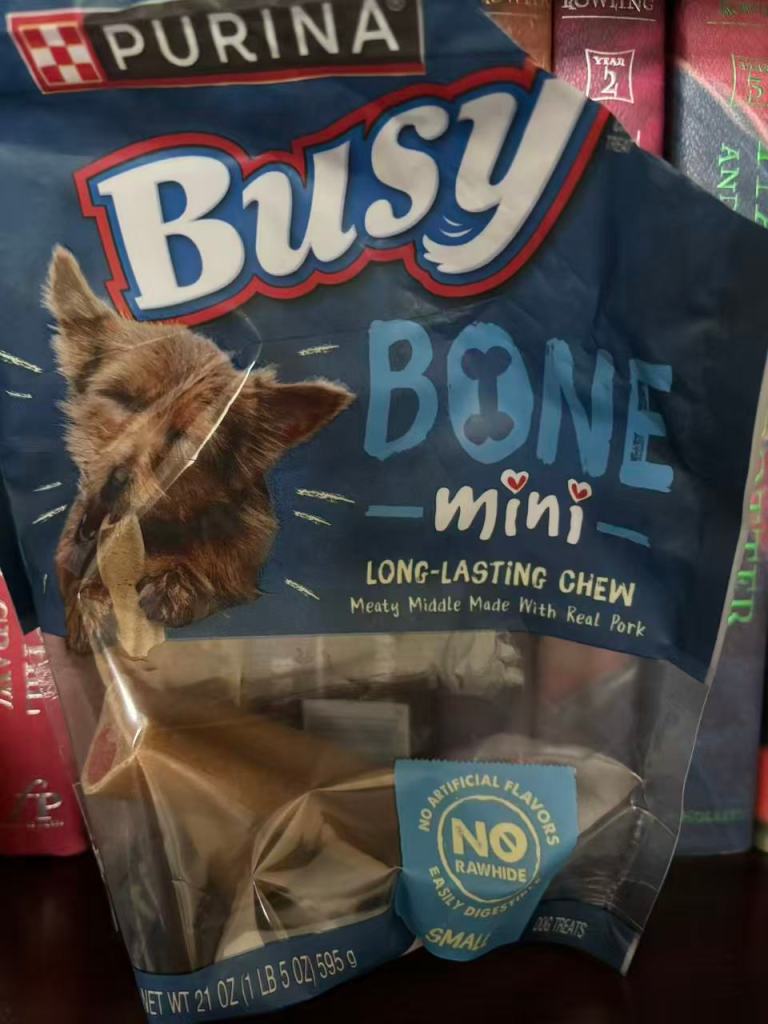 PURINA®
Busy
BONE
mini
LONG-LASTING CHEW
Meaty Middle Made With Real Pork
NO ARTIFICIAL FLAVORS
NO
RAWHIDE
EASILY DIGESTIBLE
SMALL
DOG TREATS
NET WT 21 OZ (1 LB 5 OZ) 595 g
ROWLING
YEAR
2